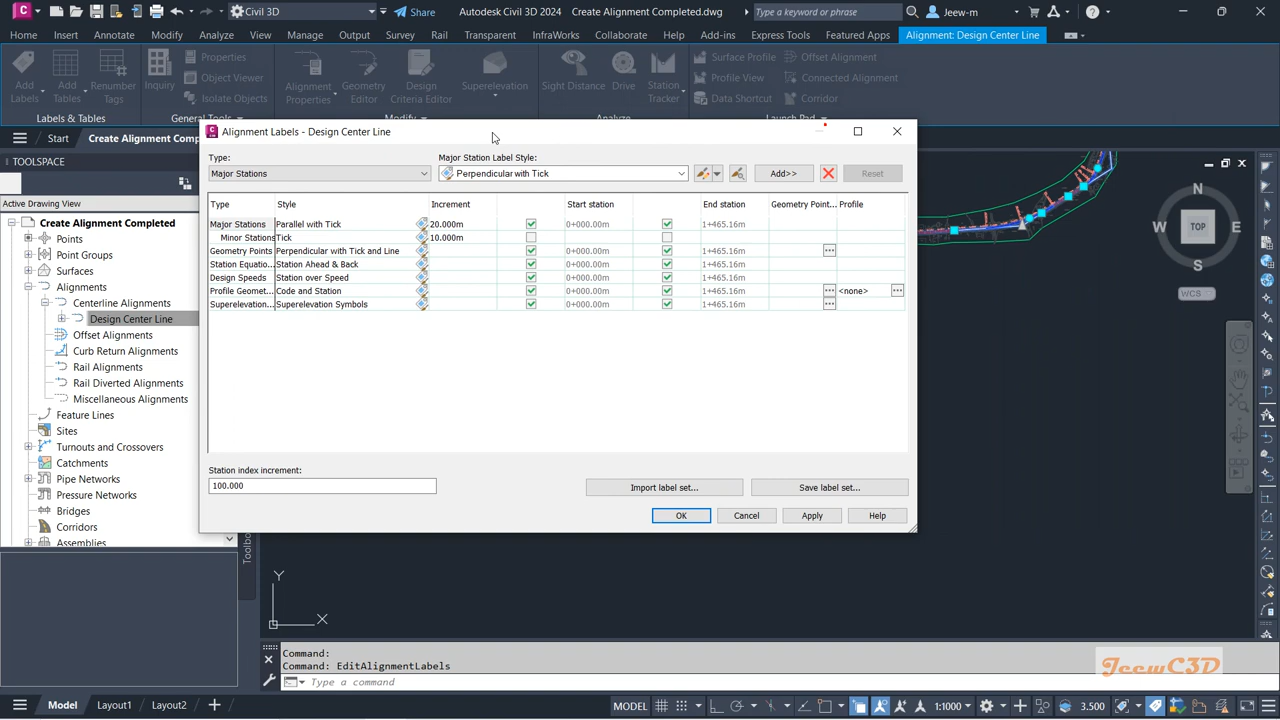 Civil 3D
Share
Autodesk Civil 3D 2024 Create Alignment Completed.dwg
Type a keyword or phrase
Jeew-m
Home Insert Annotate Modify Analyze View Manage Output Survey Rail Transparent InfraWorks Collaborate Help Add-ins Express Tools Featured Apps Alignment: Design Center Line
Add Labels
Add Tables
Renumber Tags
Inquiry
Properties
Object Viewer
Isolate Objects
Alignment Properties
Geometry Editor
Design Criteria Editor
Superelevation
Sight Distance
Drive
Station Tracker
Surface Profile
Profile View
Data Shortcut
Offset Alignment
Connected Alignment
Corridor
Labels & Tables
General Tools
Modify
Analyze
Launch Pad
Start
Create Alignment Comp
TOOLSPACE
Active Drawing View
Create Alignment Completed
Points
Point Groups
Surfaces
Alignments
Centerline Alignments
Design Center Line
Offset Alignments
Curb Return Alignments
Rail Alignments
Rail Diverted Alignments
Miscellaneous Alignments
Feature Lines
Sites
Turnouts and Crossovers
Catchments
Pipe Networks
Pressure Networks
Bridges
Corridors
Assemblies
Toolbo
Alignment Labels - Design Center Line
Type: Major Station Label Style:
Major Stations Perpendicular with Tick Add>> Reset
Type Style Increment Start station End station Geometry Point... Profile
Major Stations Parallel with Tick 20.000m 0+000.00m 1+465.16m
Minor Stations Tick 10.000m
Geometry Points Perpendicular with Tick and Line 0+000.00m 1+465.16m
Station Equatio... Station Ahead & Back 0+000.00m 1+465.16m
Design Speeds Station over Speed 0+000.00m 1+465.16m
Profile Geomet... Code and Station 0+000.00m 1+465.16m <none>
Superelevation... Superelevation Symbols 0+000.00m 1+465.16m
Station index increment:
100.000
Import label set... Save label set...
OK Cancel Apply Help
N
W TOP E
S
WCS
Y
X
Command:
Command: EditAlignmentLabels
Type a command
JeewC3D
Model Layout1 Layout2 +
MODEL 1:1000 3.500